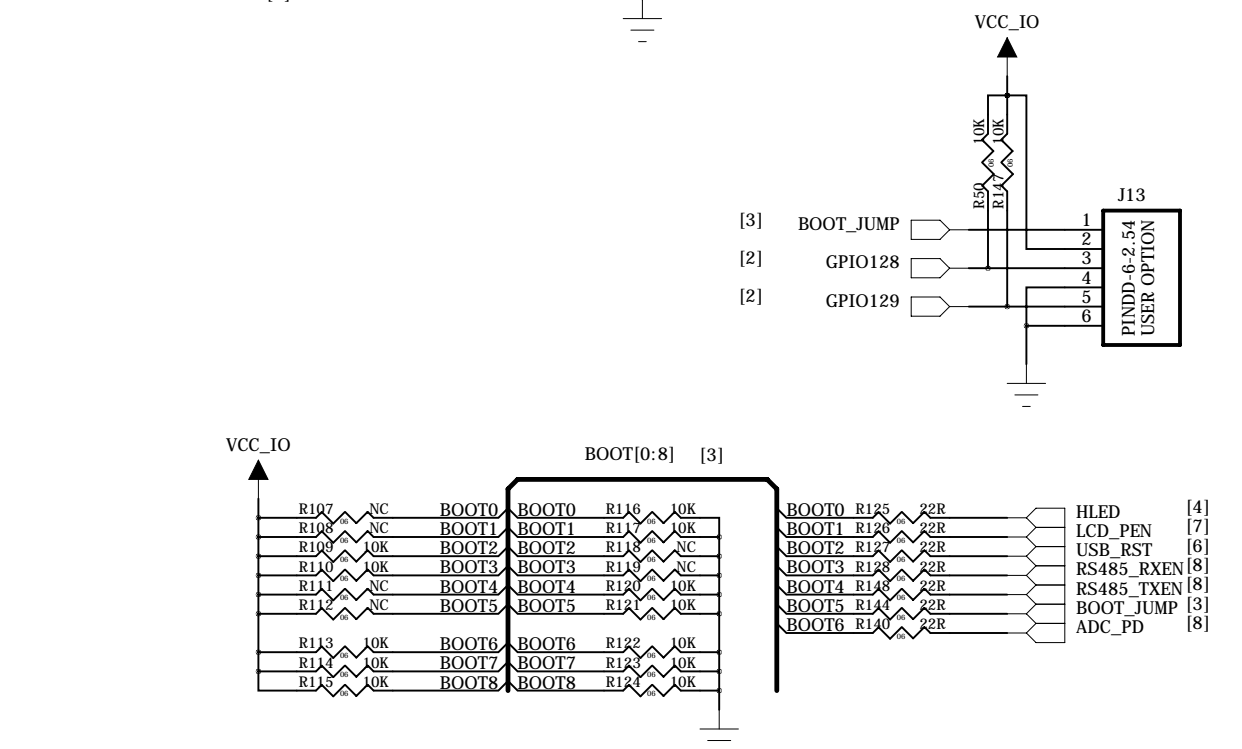 VCC_IO
10K
10K
R50
R147
06
06
J13
[3] BOOT_JUMP
[2] GPIO128
[2] GPIO129
1
2
3
4
5
6
PINDD-6-2.54
USER OPTION
VCC_IO
BOOT[0:8] [3]
R107 NC BOOT0 BOOT0 R116 10K BOOT0 R125 22R HLED [4]
R108 NC BOOT1 BOOT1 R117 10K BOOT1 R126 22R LCD_PEN [7]
R109 10K BOOT2 BOOT2 R118 NC BOOT2 R127 22R USB_RST [6]
R110 10K BOOT3 BOOT3 R119 NC BOOT3 R128 22R RS485_RXEN [8]
R111 NC BOOT4 BOOT4 R120 10K BOOT4 R148 22R RS485_TXEN [8]
R112 NC BOOT5 BOOT5 R121 10K BOOT5 R144 22R BOOT_JUMP [3]
BOOT6 R140 22R ADC_PD [8]
R113 10K BOOT6 BOOT6 R122 10K
R114 10K BOOT7 BOOT7 R123 10K
R115 10K BOOT8 BOOT8 R124 10K